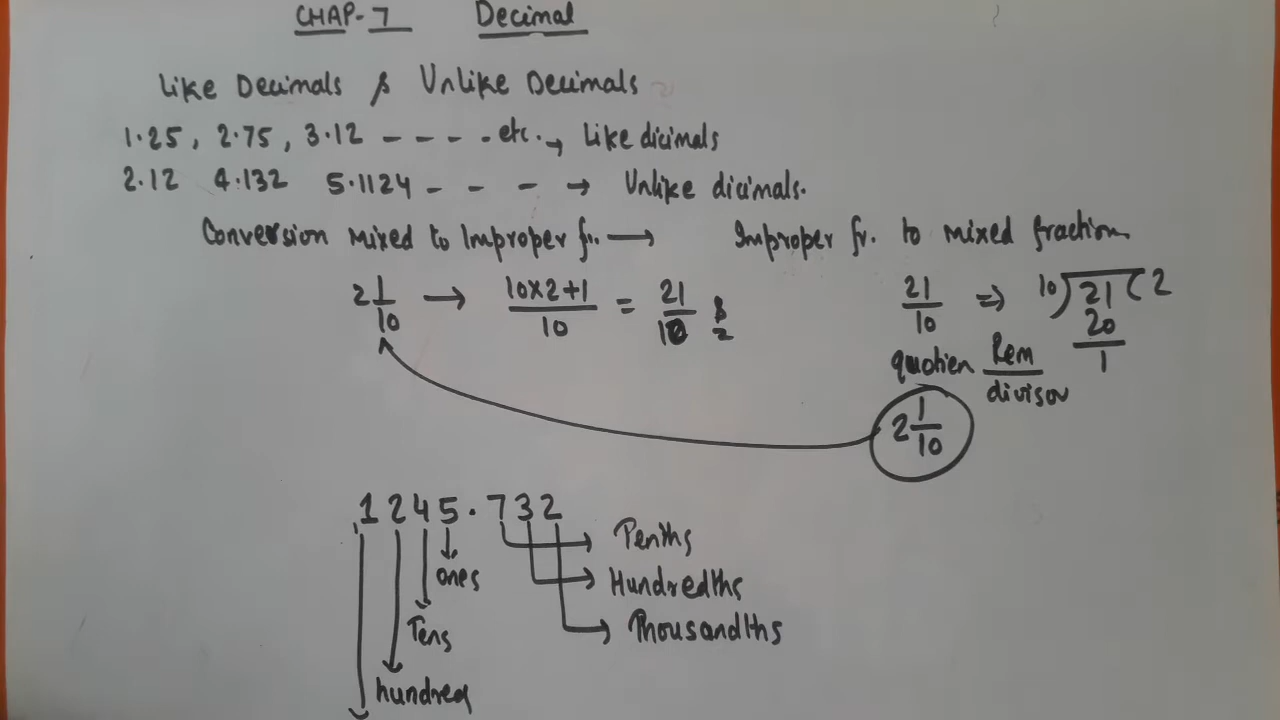 CHAP-7 Decimal
Like Decimals & Unlike Decimals
1.25, 2.75, 3.12 - - - - etc. → Like dicimals
2.12 4.132 5.1124 - - - → Unlike dicimals.
Conversion mixed to Improper fr. → Improper fr. to mixed fraction
2 1/10 → 10x2+1/10 = 21/10
21/10 ⇒ 10)21(2
20
1
quotien Rem/divisor
2 1/10
1245.732
Tenths
ones
Hundredths
Tens
Thousandths
hundred